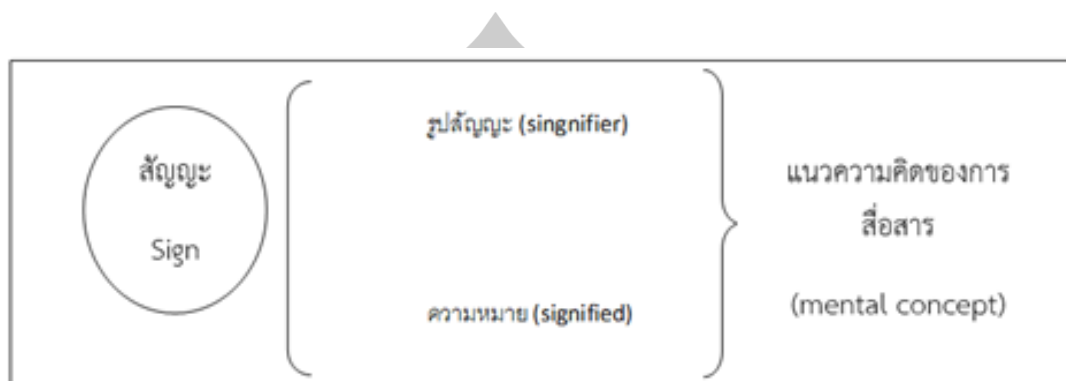 สัญญะ
Sign
รูปสัญญะ (singnifier)
ความหมาย (signified)
แนวความคิดของการ
สื่อสาร
(mental concept)